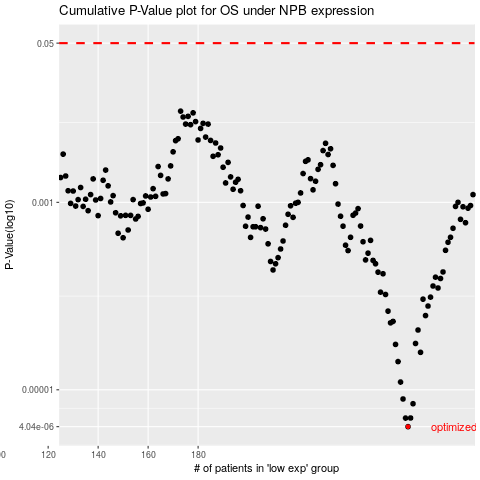 Cumulative P-Value plot for OS under NPB expression
P-Value(log10)
0.05
0.001
0.00001
4.04e-06
optimized
00
120
140
160
180
# of patients in 'low exp' group